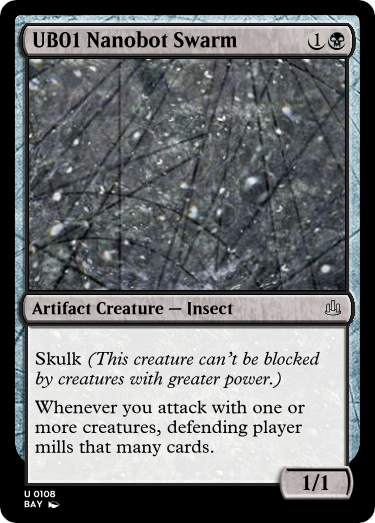 UB01 Nanobot Swarm
1
Artifact Creature — Insect
Skulk (This creature can't be blocked
by creatures with greater power.)
Whenever you attack with one or
more creatures, defending player
mills that many cards.
1/1
U 0108
BAY